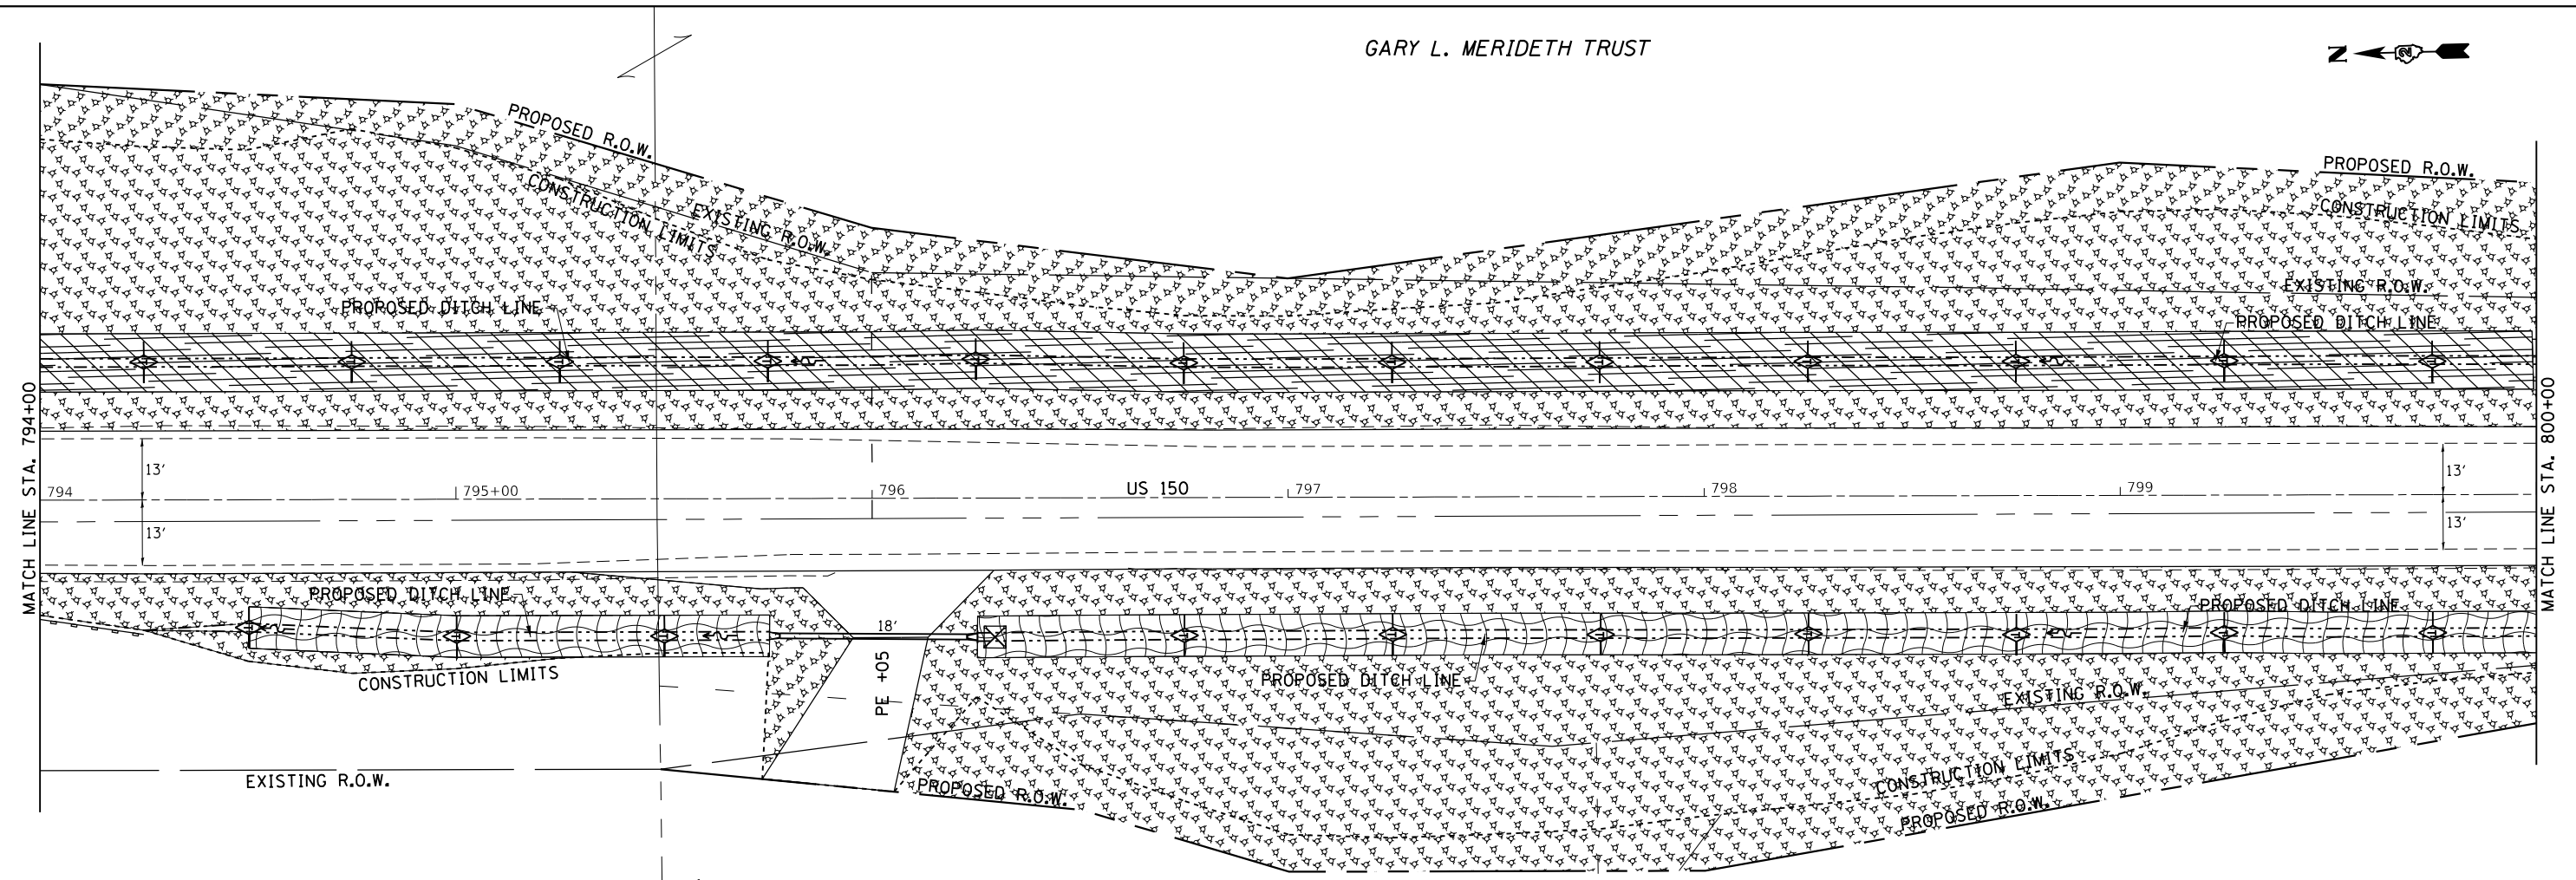 GARY L. MERIDETH TRUST
N
PROPOSED R.O.W.
PROPOSED R.O.W.
CONSTRUCTION LIMITS
EXISTING R.O.W.
CONSTRUCTION LIMITS
EXISTING R.O.W.
PROPOSED DITCH LINE
PROPOSED DITCH LINE
MATCH LINE STA. 794+00
MATCH LINE STA. 800+00
13'
13'
794
795+00
796
US 150
797
798
799
13'
13'
PROPOSED DITCH LINE
PROPOSED DITCH LINE
18'
PE +05
CONSTRUCTION LIMITS
PROPOSED DITCH LINE
EXISTING R.O.W.
EXISTING R.O.W.
PROPOSED R.O.W.
CONSTRUCTION LIMITS
PROPOSED R.O.W.